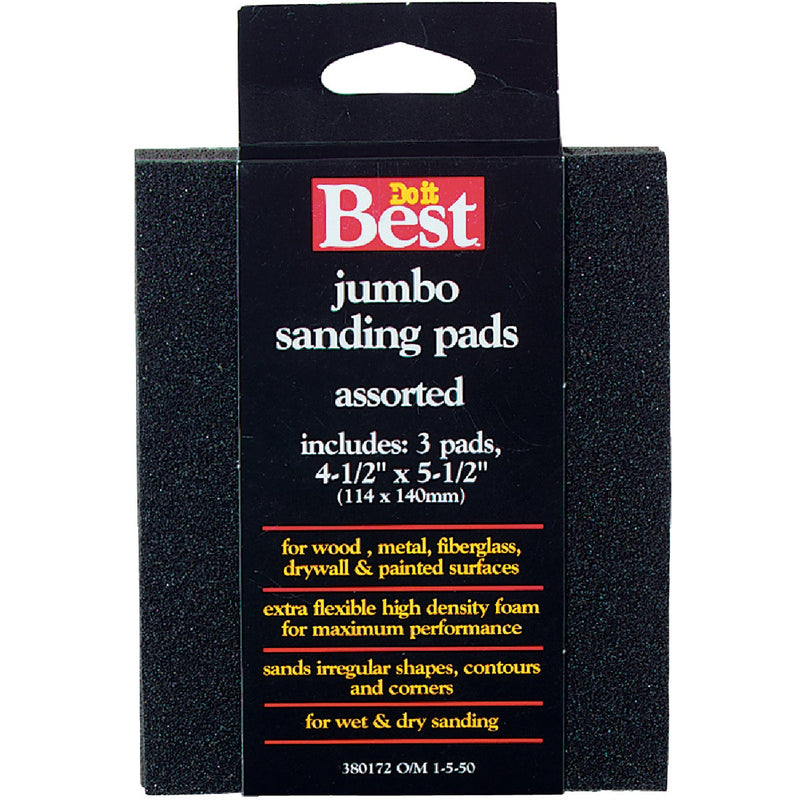 Do it
Best
jumbo
sanding pads
assorted
includes: 3 pads,
4-1/2" x 5-1/2"
(114 x 140mm)
for wood , metal, fiberglass,
drywall & painted surfaces
extra flexible high density foam
for maximum performance
sands irregular shapes, contours
and corners
for wet & dry sanding
380172 O/M 1-5-50